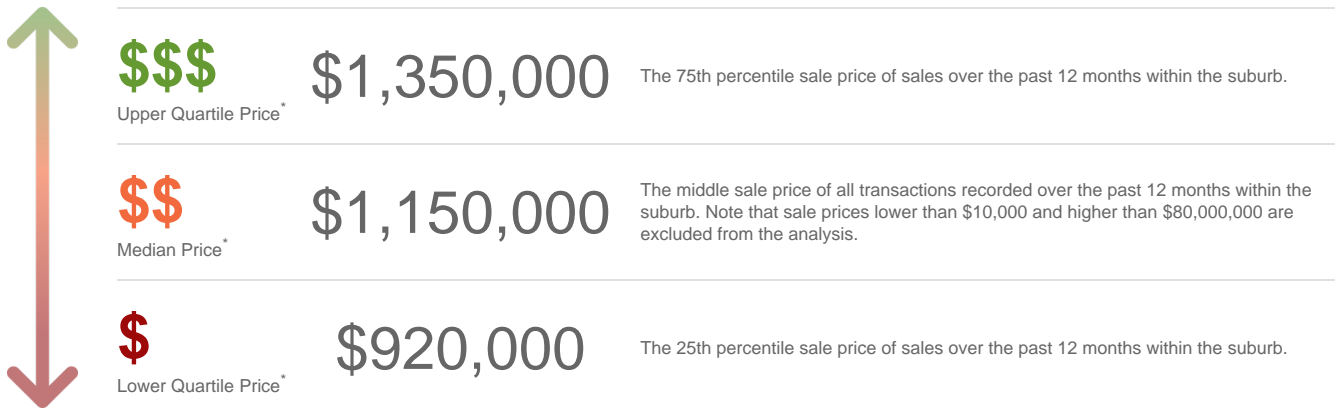 $$$
Upper Quartile Price*
$1,350,000
The 75th percentile sale price of sales over the past 12 months within the suburb.
$$
Median Price*
$1,150,000
The middle sale price of all transactions recorded over the past 12 months within the
suburb. Note that sale prices lower than $10,000 and higher than $80,000,000 are
excluded from the analysis.
$
Lower Quartile Price*
$920,000
The 25th percentile sale price of sales over the past 12 months within the suburb.